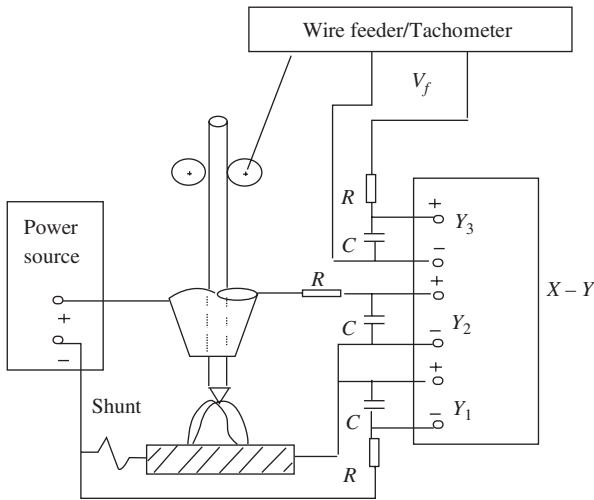 Wire feeder/Tachometer
V_f
R
+
Y_3
C
−
Power
source
R
+
X – Y
+
C
Y_2
−
−
+
Shunt
C
−
Y_1
R